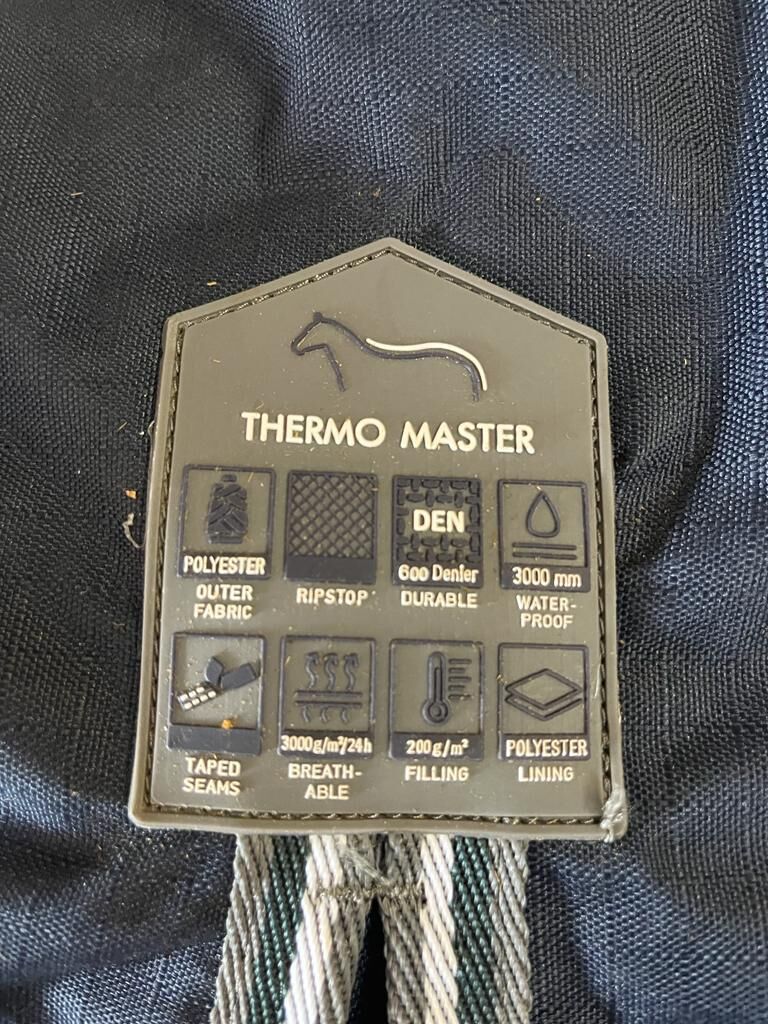 THERMO MASTER
POLYESTER
OUTER
FABRIC
RIPSTOP
DEN
600 Denier
DURABLE
3000 mm
WATER-
PROOF
TAPED
SEAMS
3000g/m²/24h
BREATH-
ABLE
200g/m²
FILLING
POLYESTER
LINING